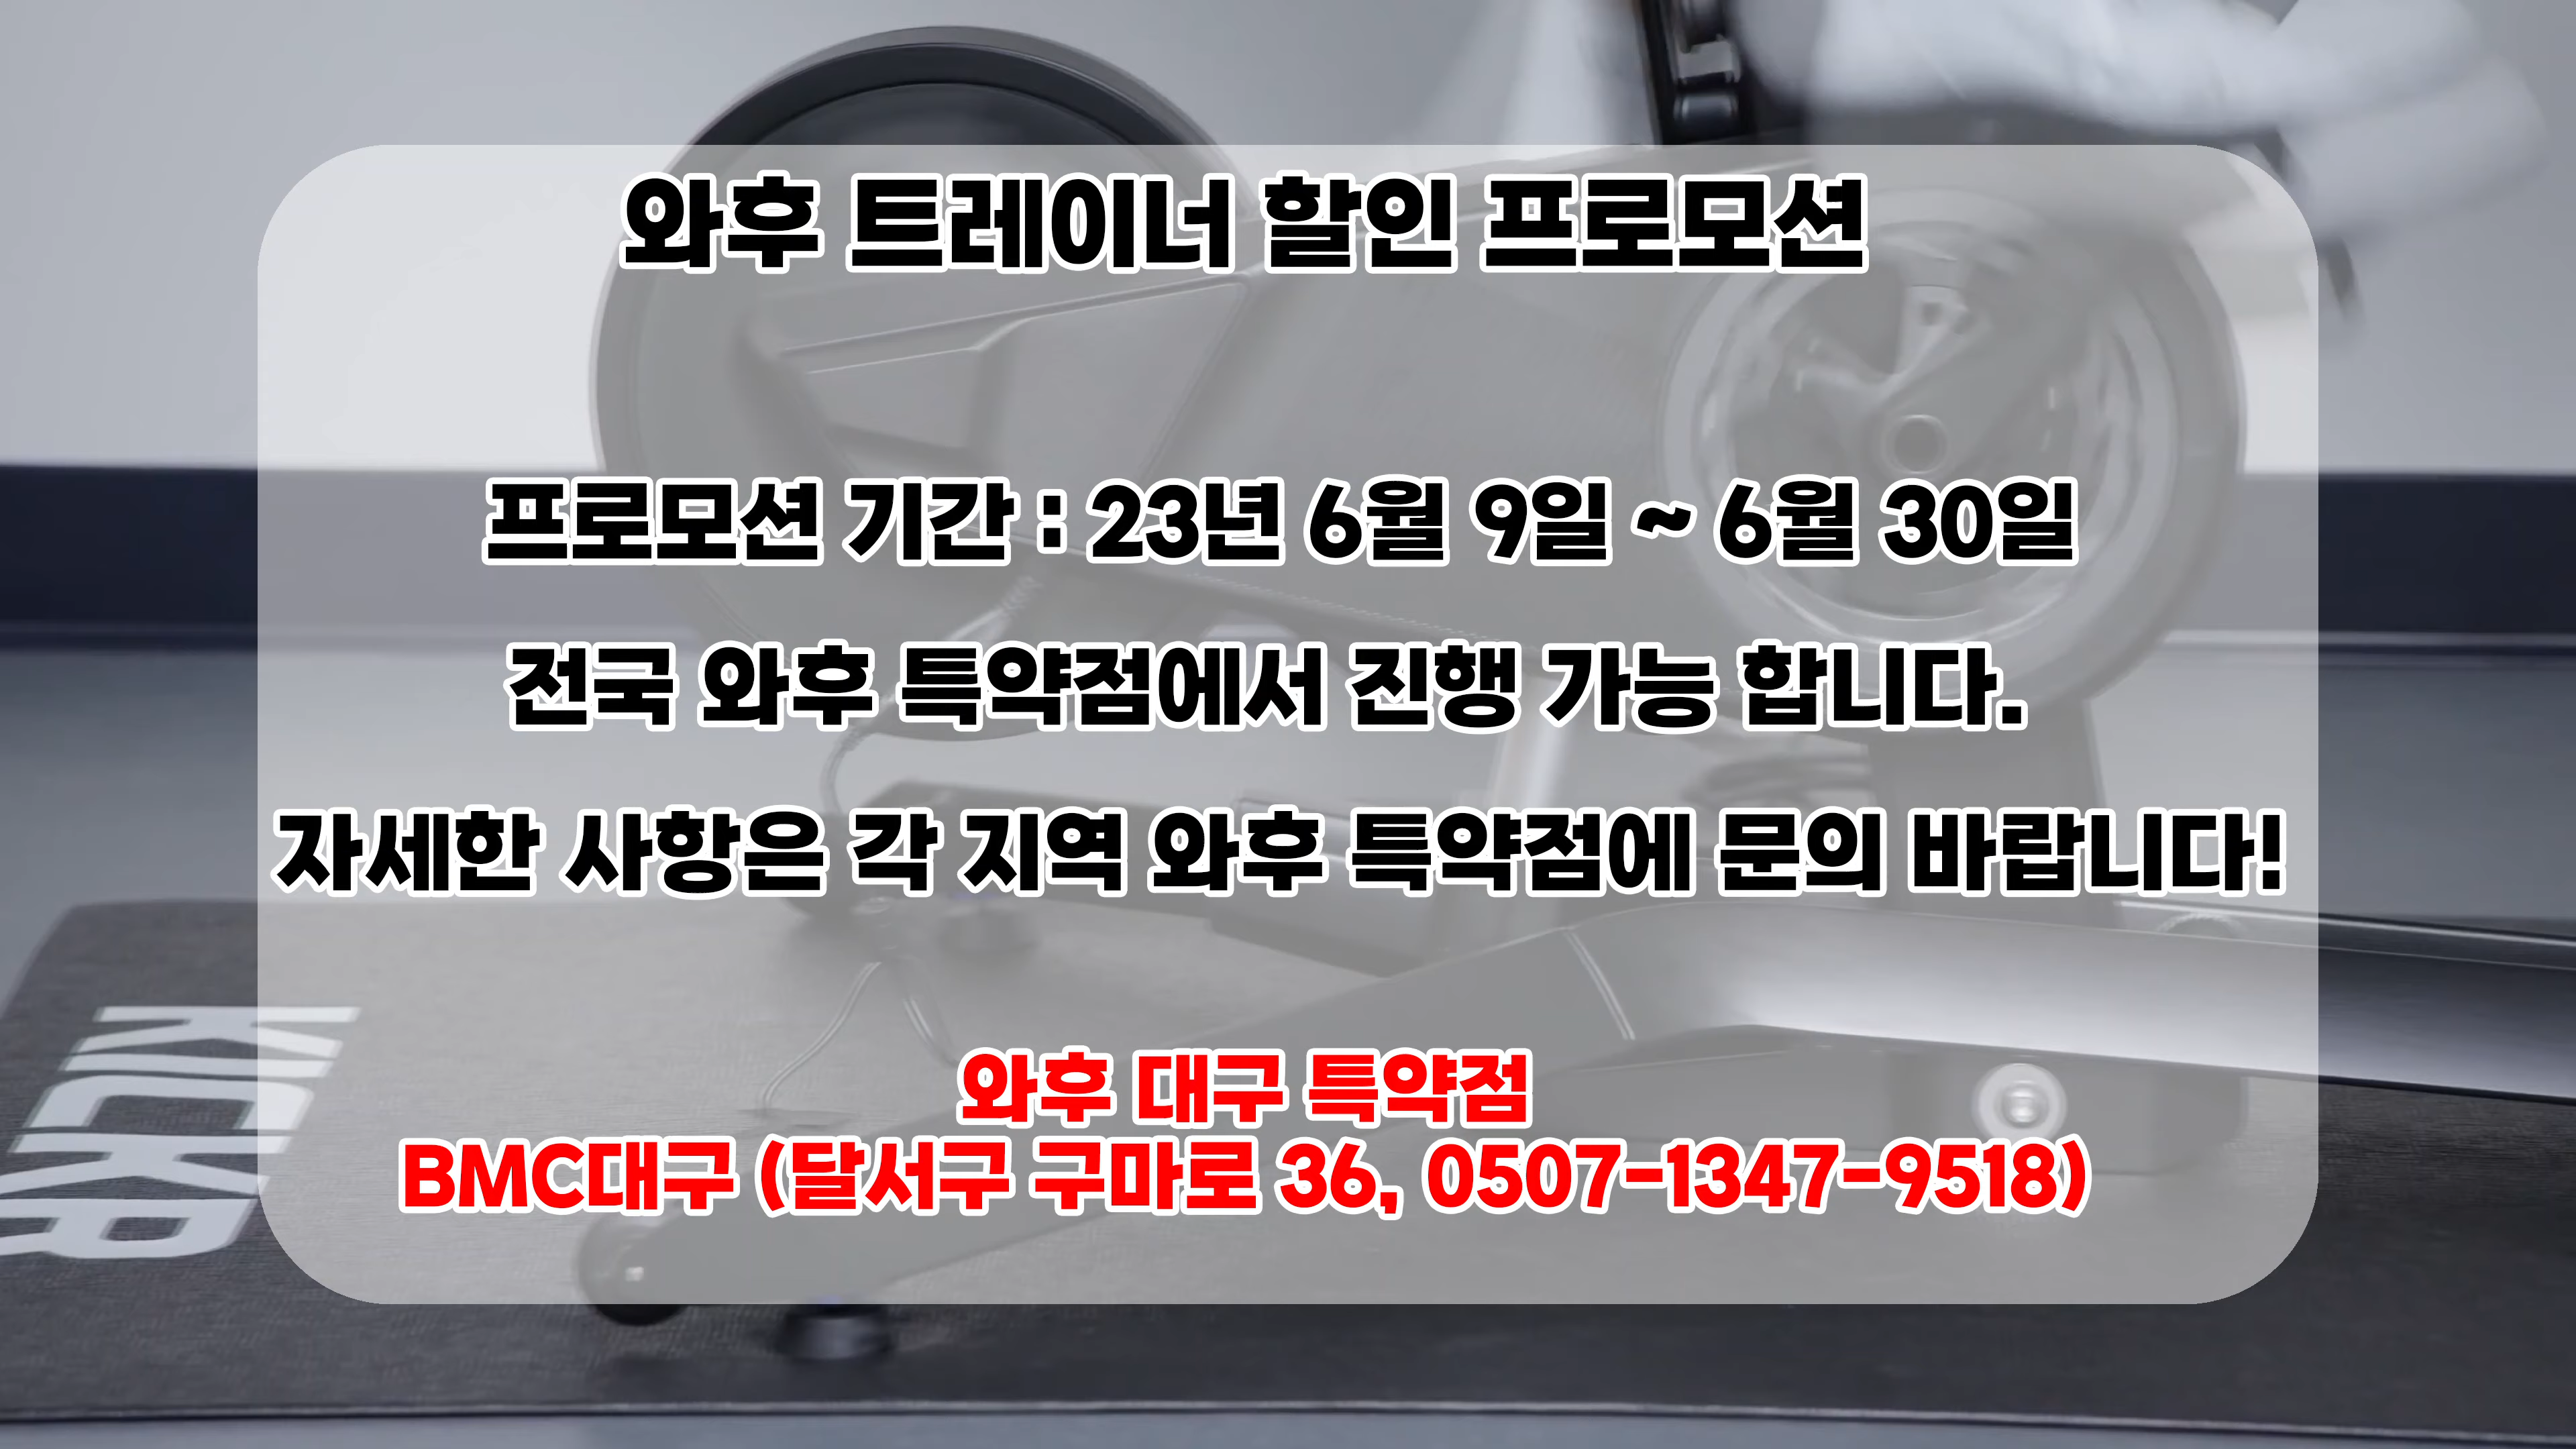 와후 트레이너 할인 프로모션
프로모션 기간 : 23년 6월 9일 ~ 6월 30일
전국 와후 특약점에서 진행 가능 합니다.
자세한 사항은 각 지역 와후 특약점에 문의 바랍니다!
KICKR
와후 대구 특약점
BMC대구 (달서구 구마로 36, 0507-1347-9518)